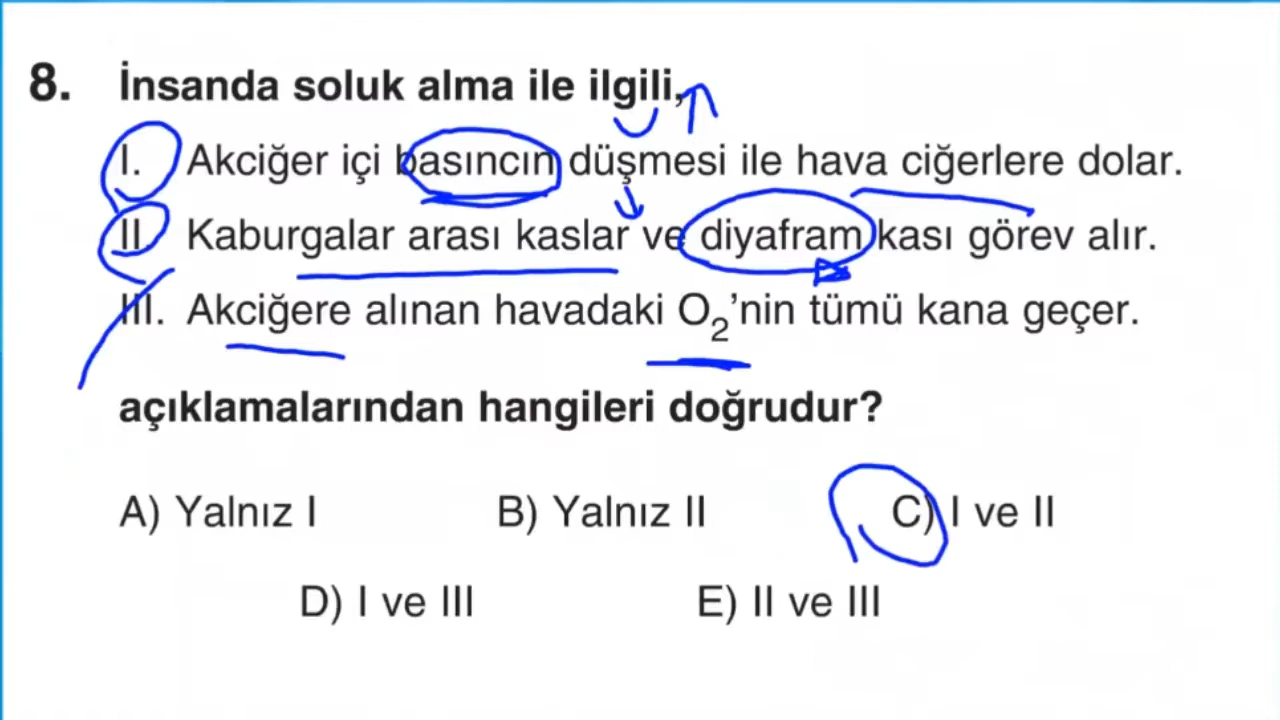 8. İnsanda soluk alma ile ilgili,
I. Akciğer içi basıncın düşmesi ile hava ciğerlere dolar.
II. Kaburgalar arası kaslar ve diyafram kası görev alır.
III. Akciğere alınan havadaki O₂’nin tümü kana geçer.
açıklamalarından hangileri doğrudur?
A) Yalnız I B) Yalnız II C) I ve II
D) I ve III E) II ve III